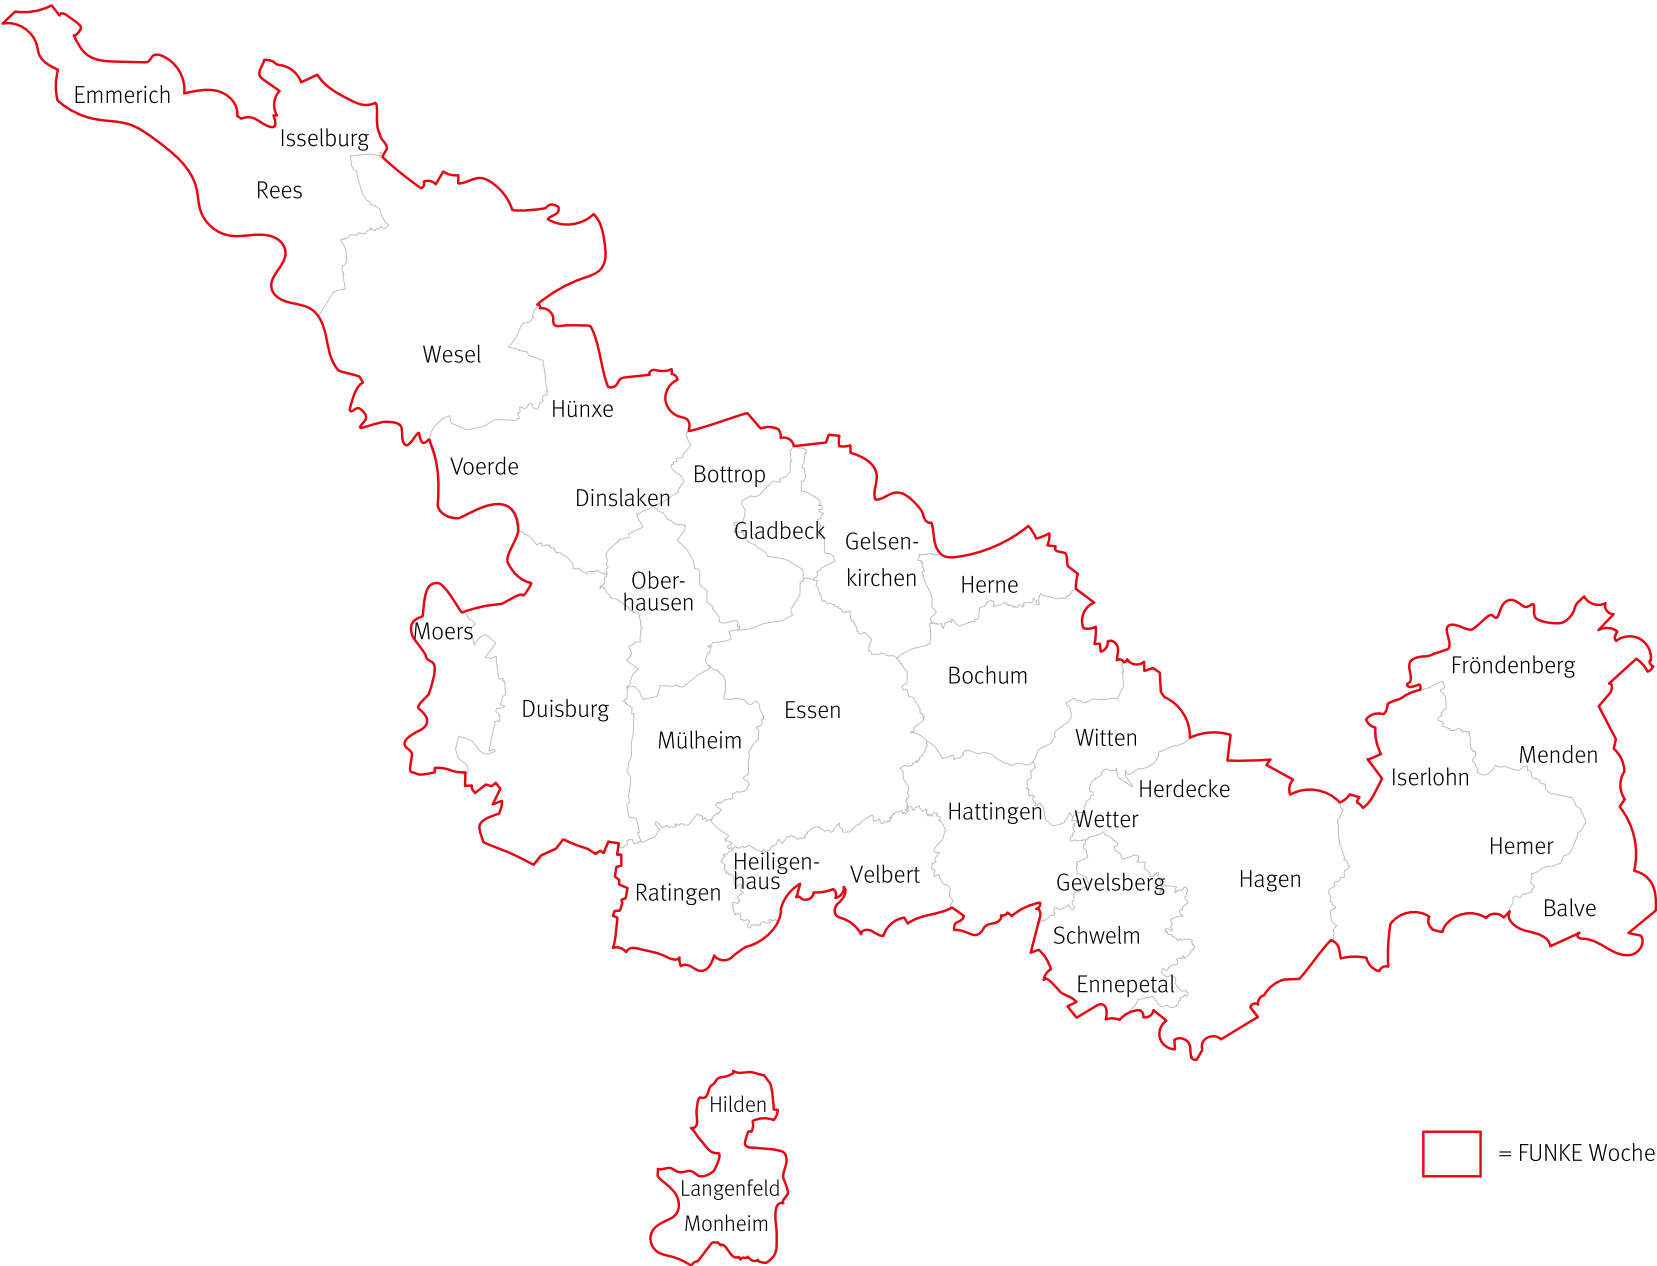 Emmerich
Isselburg
Rees
Wesel
Hünxe
Voerde
Bottrop
Dinslaken
Gladbeck
Gelsen-
kirchen
Ober-
hausen
Herne
Moers
Fröndenberg
Bochum
Duisburg
Essen
Mülheim
Witten
Menden
Iserlohn
Herdecke
Hattingen
Wetter
Hemer
Heiligen-
haus
Velbert
Gevelsberg
Hagen
Ratingen
Balve
Schwelm
Ennepetal
Hilden
= FUNKE Woche
Langenfeld
Monheim